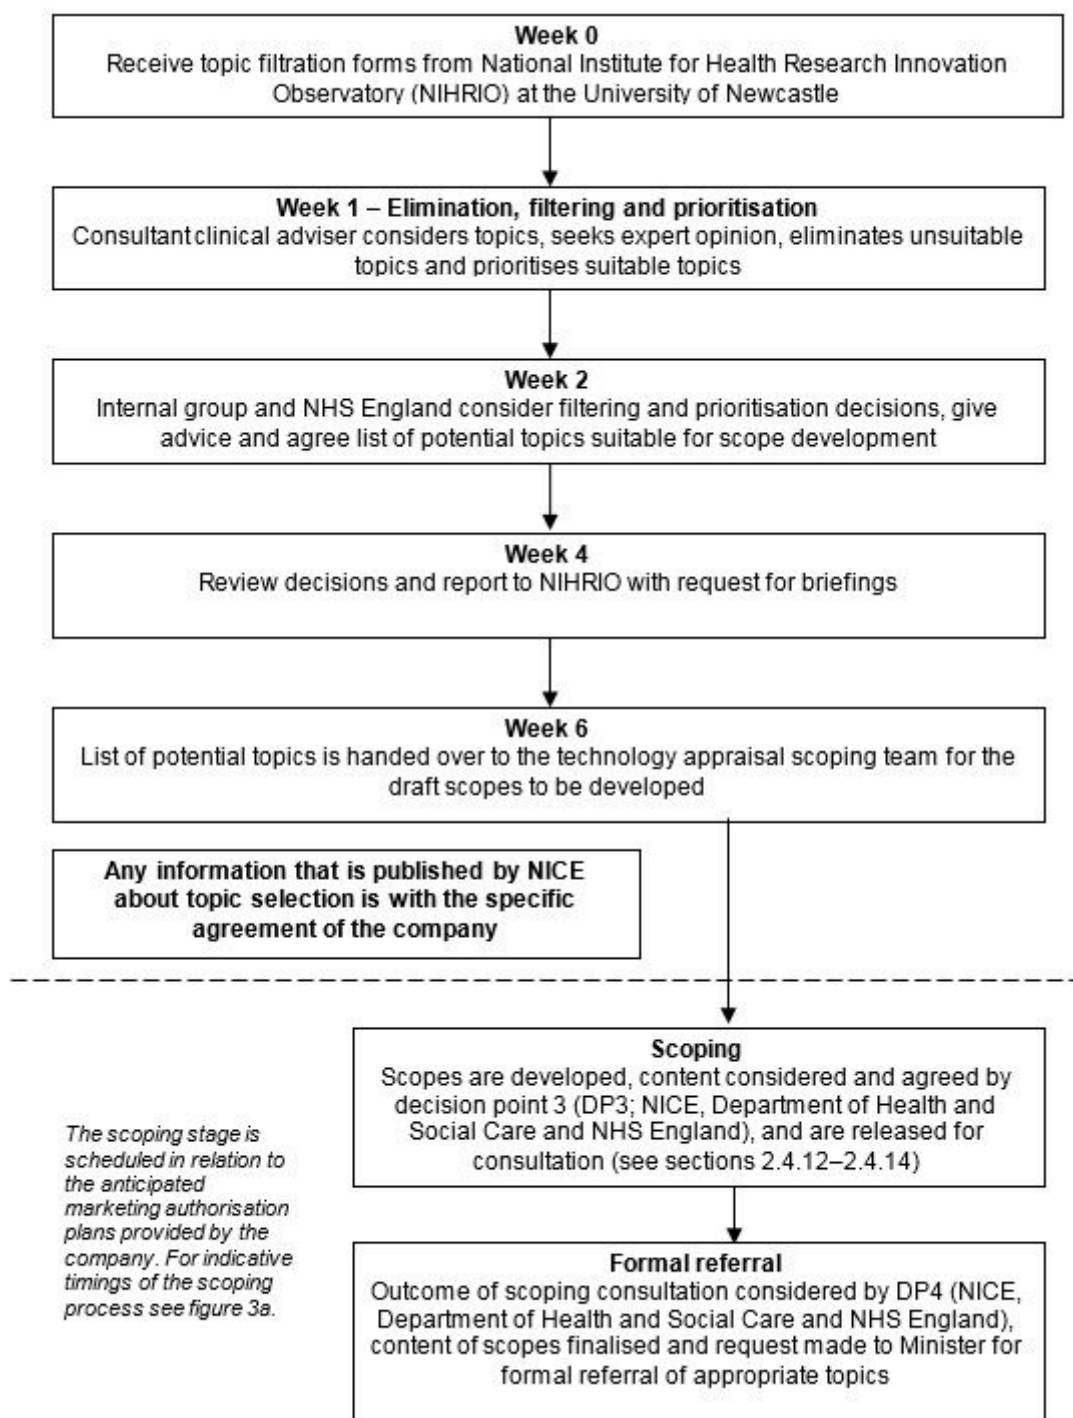 Week 0
Receive topic filtration forms from National Institute for Health Research Innovation
Observatory (NIHRIO) at the University of Newcastle
Week 1 – Elimination, filtering and prioritisation
Consultant clinical adviser considers topics, seeks expert opinion, eliminates unsuitable
topics and prioritises suitable topics
Week 2
Internal group and NHS England consider filtering and prioritisation decisions, give
advice and agree list of potential topics suitable for scope development
Week 4
Review decisions and report to NIHRIO with request for briefings
Week 6
List of potential topics is handed over to the technology appraisal scoping team for the
draft scopes to be developed
Any information that is published by NICE
about topic selection is with the specific
agreement of the company
Scoping
Scopes are developed, content considered and agreed by
decision point 3 (DP3; NICE, Department of Health and
Social Care and NHS England), and are released for
consultation (see sections 2.4.12–2.4.14)
The scoping stage is
scheduled in relation to
the anticipated
marketing authorisation
plans provided by the
company. For indicative
timings of the scoping
process see figure 3a.
Formal referral
Outcome of scoping consultation considered by DP4 (NICE,
Department of Health and Social Care and NHS England),
content of scopes finalised and request made to Minister for
formal referral of appropriate topics